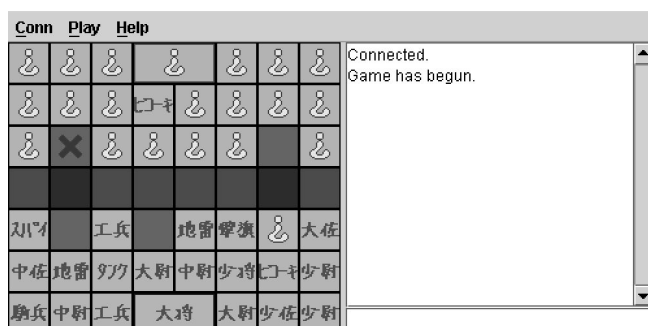 Conn Play Help
Connected.
Game has begun.
ヒコーキ
スパイ 工兵 地雷 軍旗 大佐
中佐 地雷 タンク 大尉 中尉 少将 ヒコーキ 少尉
騎兵 中尉 工兵 大将 大尉 少佐 少尉